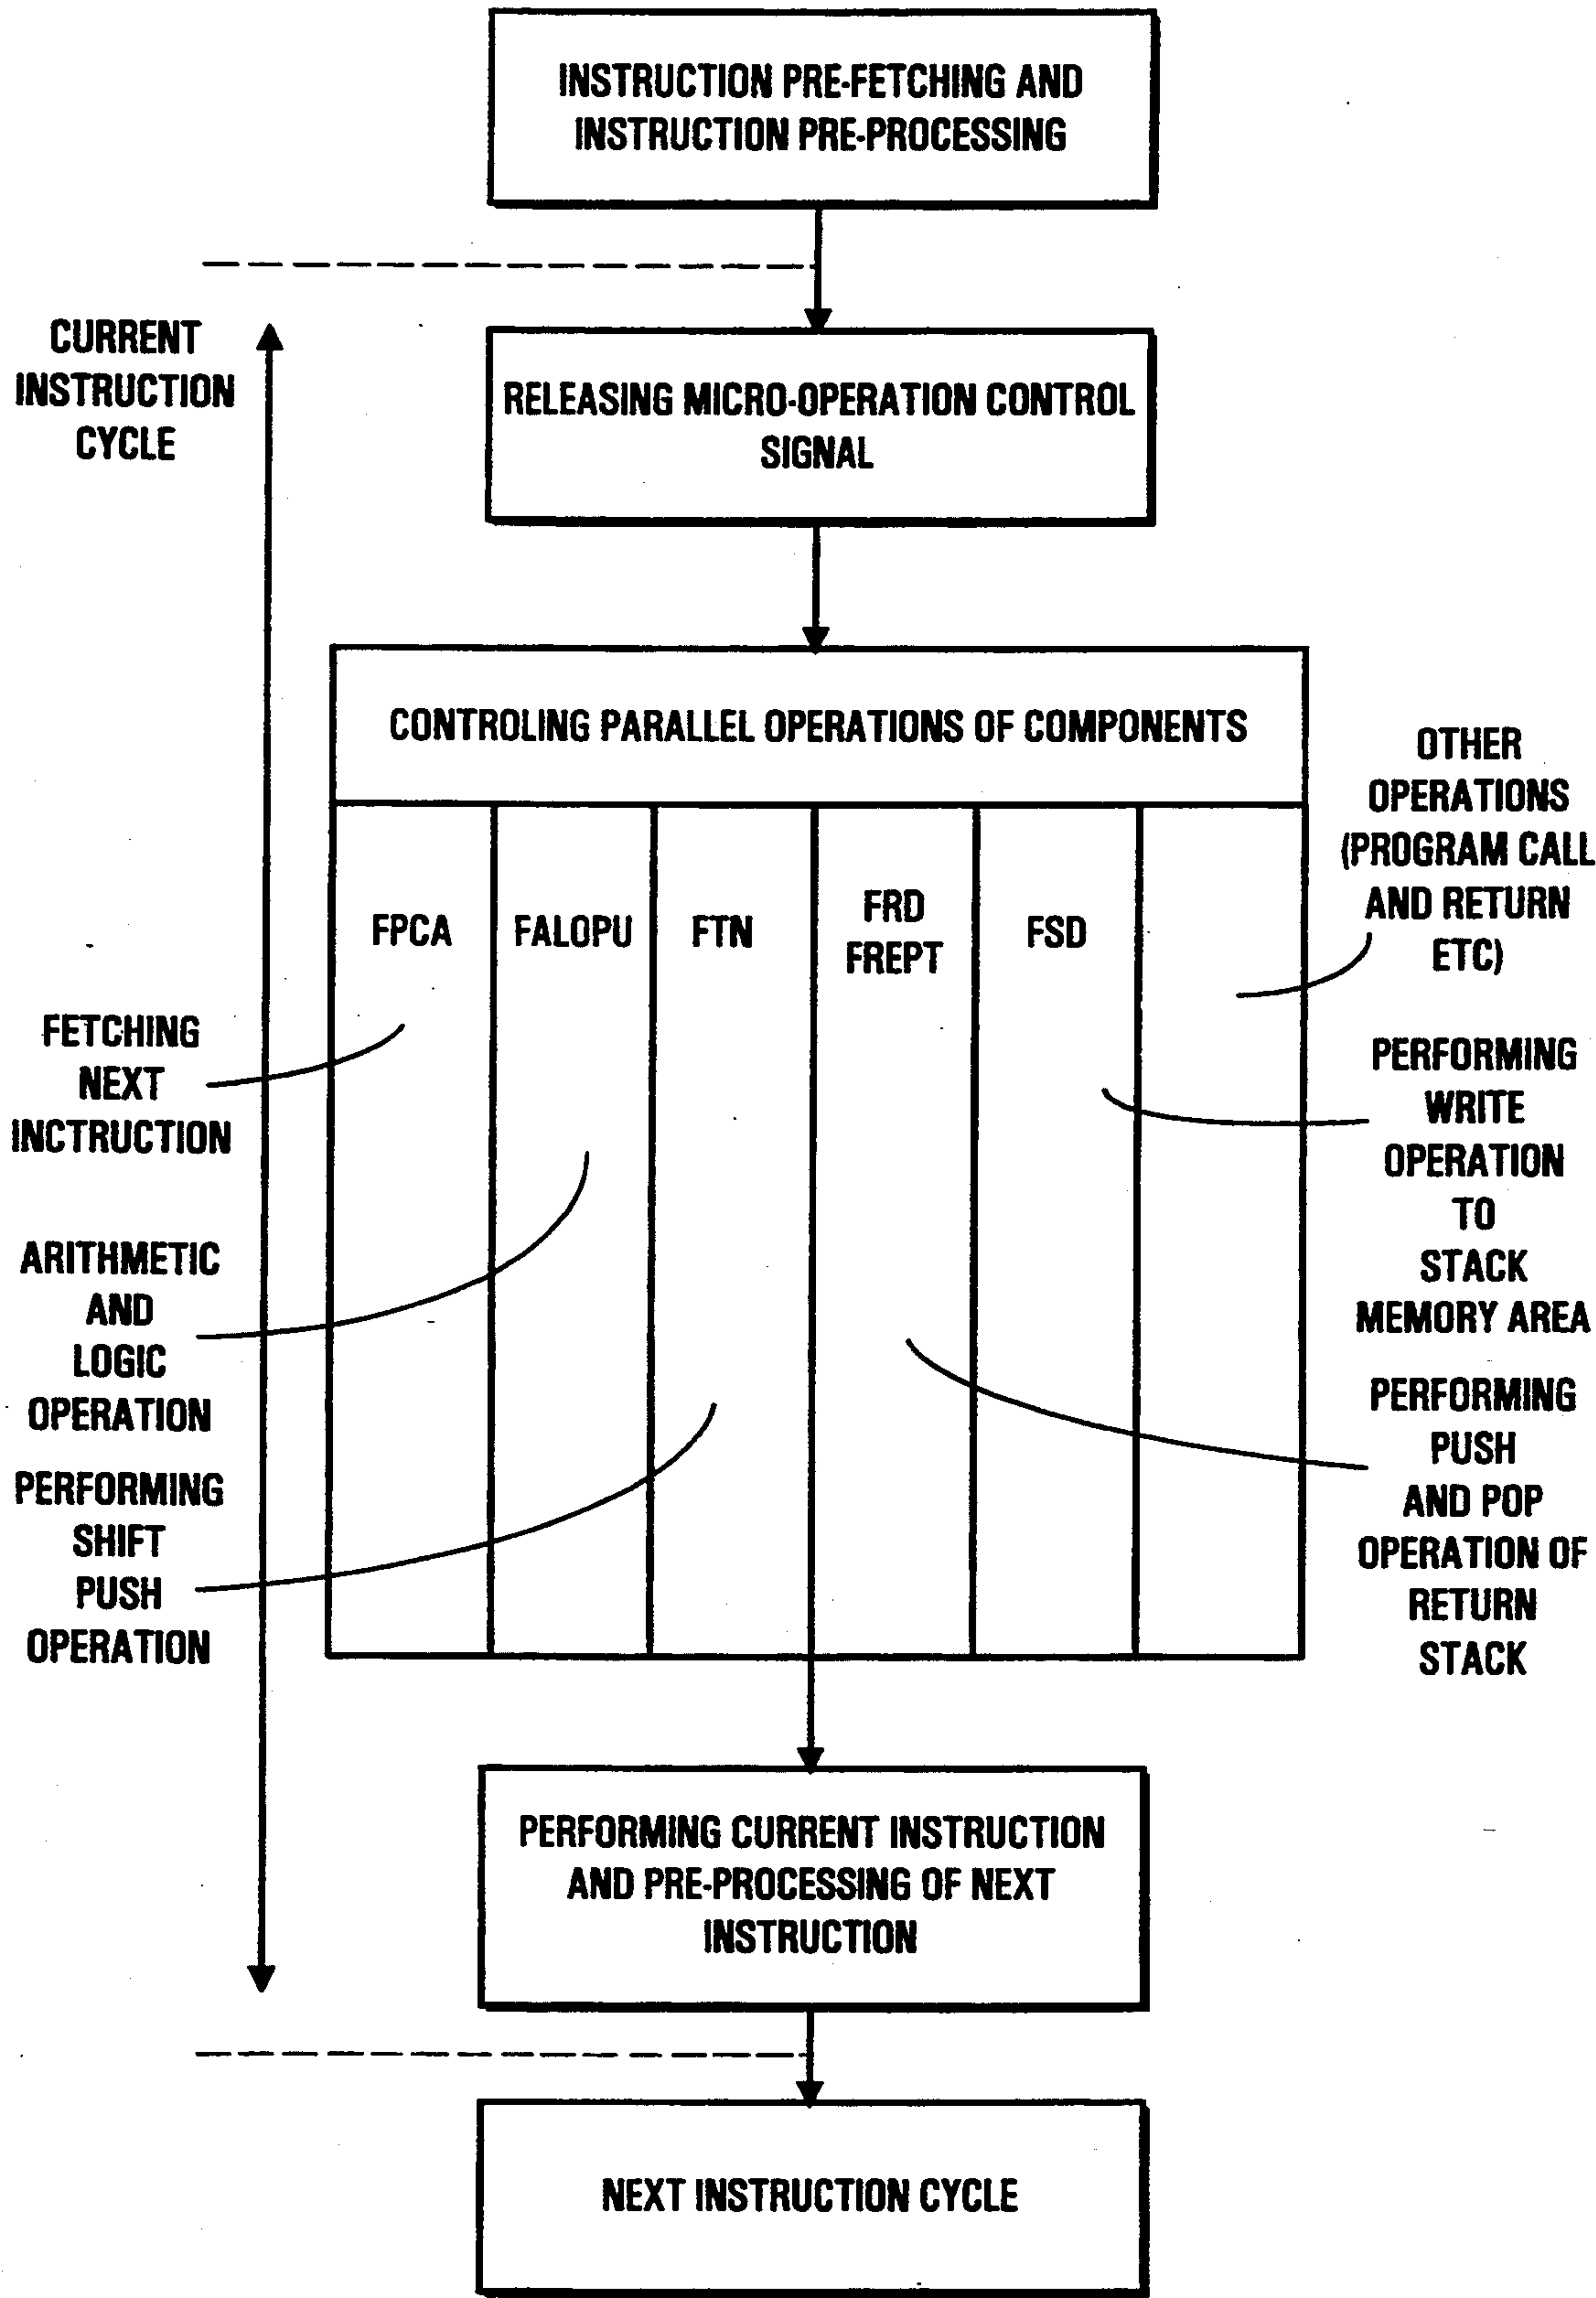 INSTRUCTION PRE-FETCHING AND
INSTRUCTION PRE-PROCESSING
CURRENT
INSTRUCTION
CYCLE
RELEASING MICRO-OPERATION CONTROL
SIGNAL
CONTROLING PARALLEL OPERATIONS OF COMPONENTS
FPCA
FALOPU
FTN
FRD
FREPT
FSD
OTHER
OPERATIONS
(PROGRAM CALL
AND RETURN
ETC)
FETCHING
NEXT
INCTRUCTION
ARITHMETIC
AND
LOGIC
OPERATION
PERFORMING
SHIFT
PUSH
OPERATION
PERFORMING
WRITE
OPERATION
TO
STACK
MEMORY AREA
PERFORMING
PUSH
AND POP
OPERATION OF
RETURN
STACK
PERFORMING CURRENT INSTRUCTION
AND PRE-PROCESSING OF NEXT
INSTRUCTION
NEXT INSTRUCTION CYCLE